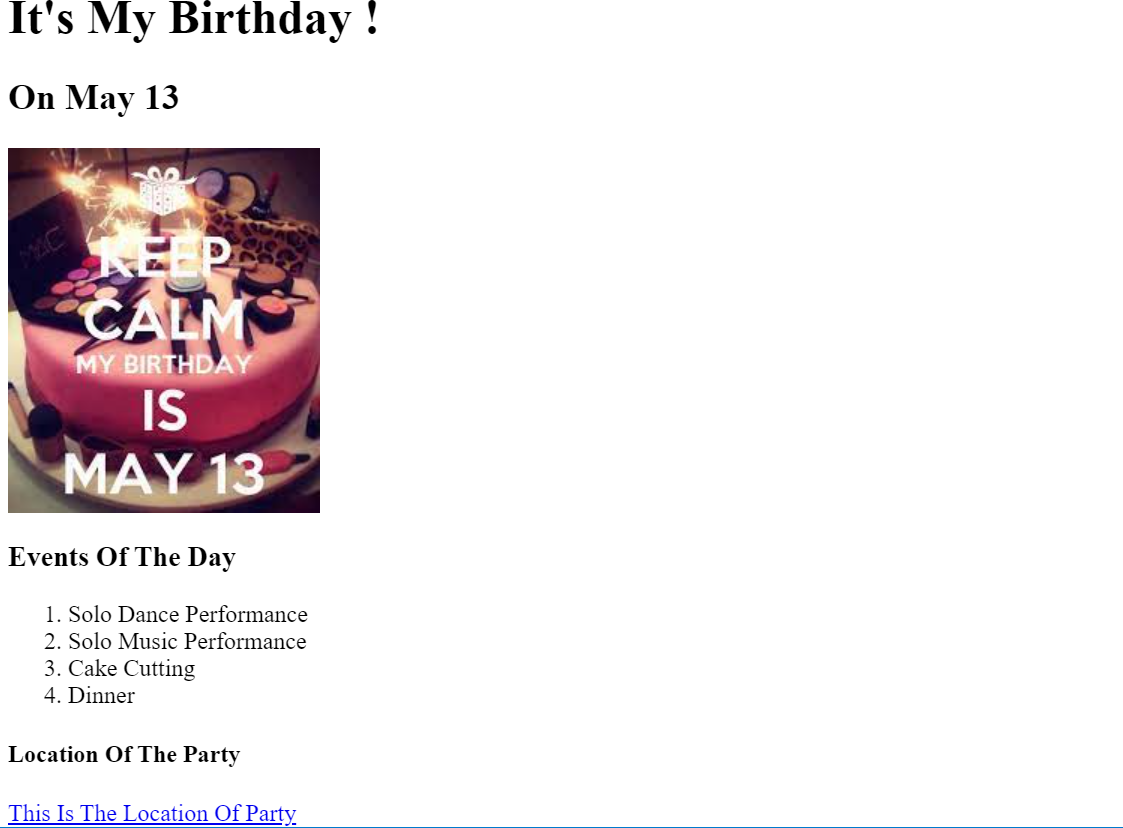 It's My Birthday !
On May 13
KEEP
CALM
MY BIRTHDAY
IS
MAY 13
Events Of The Day
1. Solo Dance Performance
2. Solo Music Performance
3. Cake Cutting
4. Dinner
Location Of The Party
This Is The Location Of Party